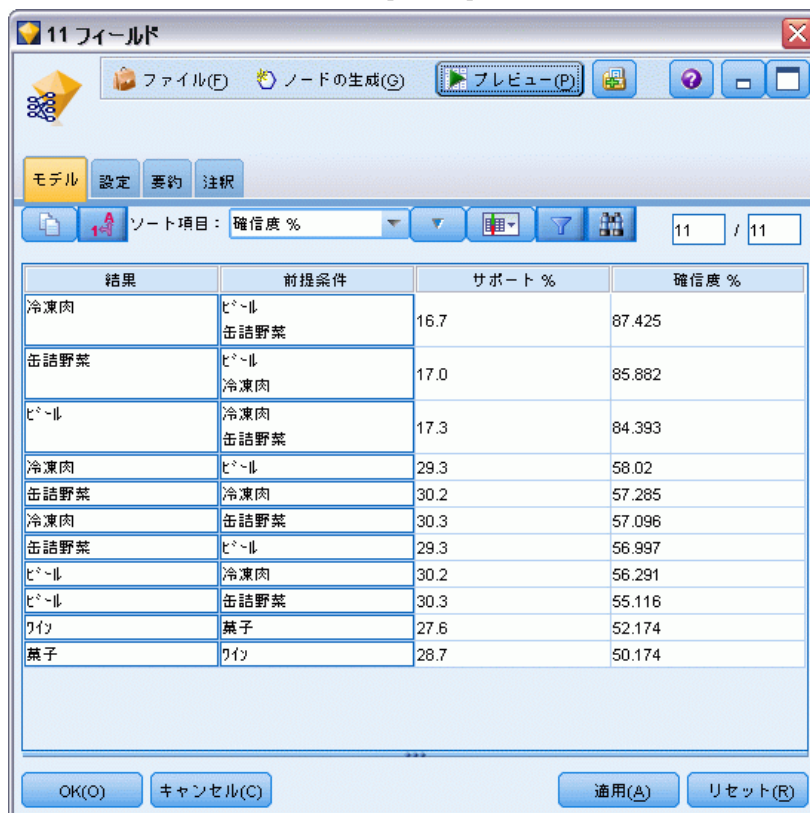 11 フィールド
ファイル(F) ノードの生成(G) プレビュー(P)
モデル 設定 要約 注釈
ソート項目: 確信度 % 11 / 11
結果 前提条件 サポート % 確信度 %
冷凍肉 ビール 缶詰野菜 16.7 87.425
缶詰野菜 ビール 冷凍肉 17.0 85.882
ビール 冷凍肉 缶詰野菜 17.3 84.393
冷凍肉 ビール 29.3 58.02
缶詰野菜 冷凍肉 30.2 57.285
冷凍肉 缶詰野菜 30.3 57.096
缶詰野菜 ビール 29.3 56.997
ビール 冷凍肉 30.2 56.291
ビール 缶詰野菜 30.3 55.116
ワイン 菓子 27.6 52.174
菓子 ワイン 28.7 50.174
OK(O) キャンセル(C) 適用(A) リセット(R)